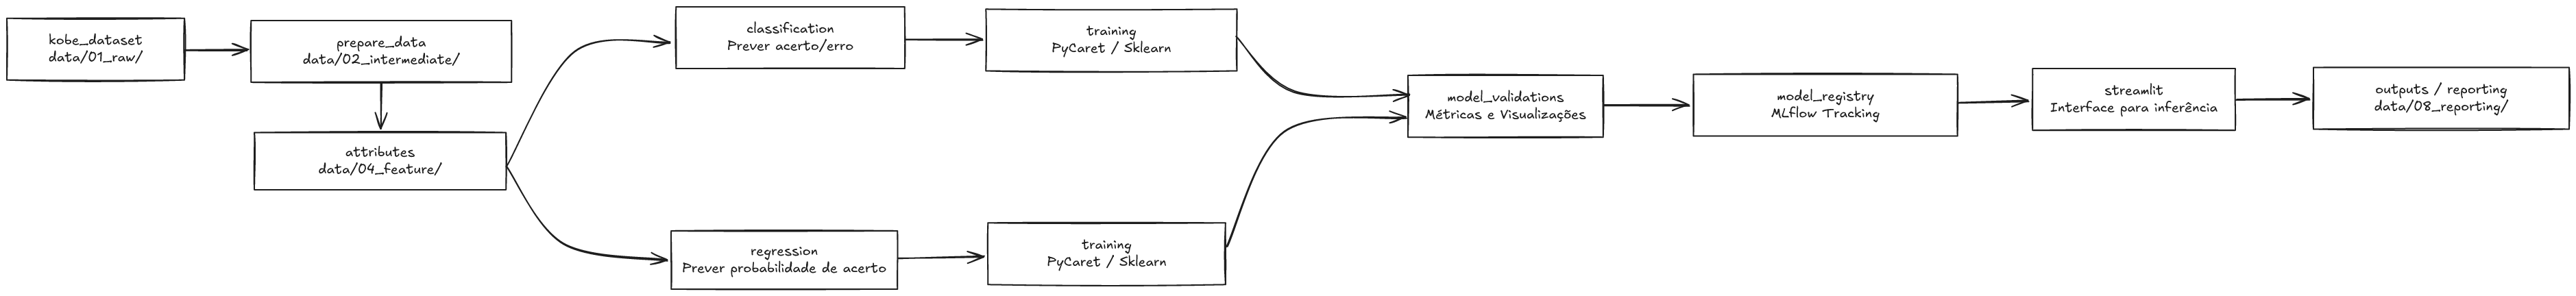 kobe_dataset
data/01_raw/
prepare_data
data/02_intermediate/
attributes
data/04_feature/
classification
Prever acerto/erro
training
PyCaret / Sklearn
regression
Prever probabilidade de acerto
training
PyCaret / Sklearn
model_validations
Métricas e Visualizações
model_registry
MLflow Tracking
streamlit
Interface para inferência
outputs / reporting
data/08_reporting/